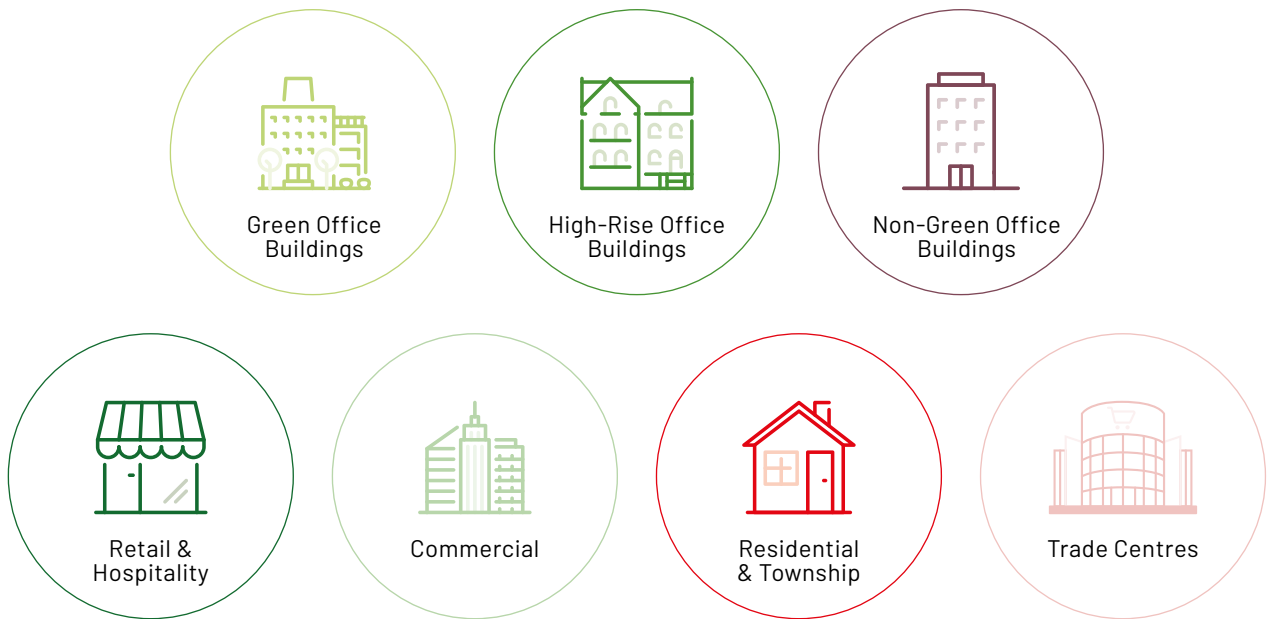 Green Office
Buildings
High-Rise Office
Buildings
Non-Green Office
Buildings
Retail &
Hospitality
Commercial
Residential
& Township
Trade Centres